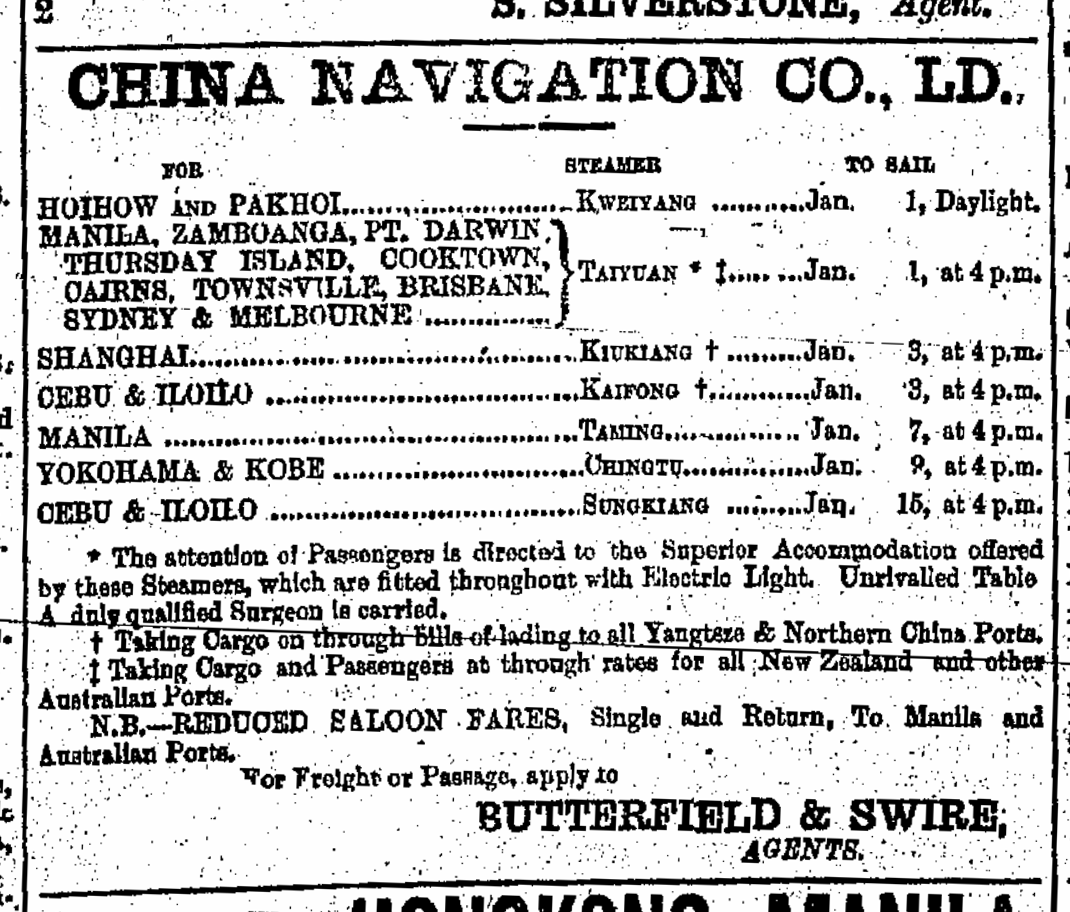 2
S. SILVERSTONE, Agent.
CHINA NAVIGATION CO., LD.,
FOR STEAMER TO SAIL
HOIHOW AND PAKHOI KWEIYANG Jan. 1, Daylight.
MANILA, ZAMBOANGA, PT. DARWIN,
THURSDAY ISLAND, COOKTOWN,
CAIRNS, TOWNSVILLE, BRISBANE,
SYDNEY & MELBOURNE
TAIYUAN * ‡ Jan. 1, at 4 p.m.
SHANGHAI KIUKIANG † Jan. 3, at 4 p.m.
CEBU & ILOILO KAIFONG † Jan. 3, at 4 p.m.
MANILA TAMING Jan. 7, at 4 p.m.
YOKOHAMA & KOBE CHINGTU Jan. 9, at 4 p.m.
CEBU & ILOILO SUNGKIANG Jan. 15, at 4 p.m.
* The attention of Passengers is directed to the Superior Accommodation offered
by these Steamers, which are fitted throughout with Electric Light. Unrivalled Table
A duly qualified Surgeon is carried.
† Taking Cargo on through bills of lading to all Yangtsze & Northern China Ports.
‡ Taking Cargo and Passengers at through rates for all New Zealand and other
Australian Ports.
N.B.—REDUCED SALOON FARES, Single and Return, To Manila and
Australian Ports.
For Freight or Passage, apply to
BUTTERFIELD & SWIRE,
AGENTS.
HONGKONG MANILA